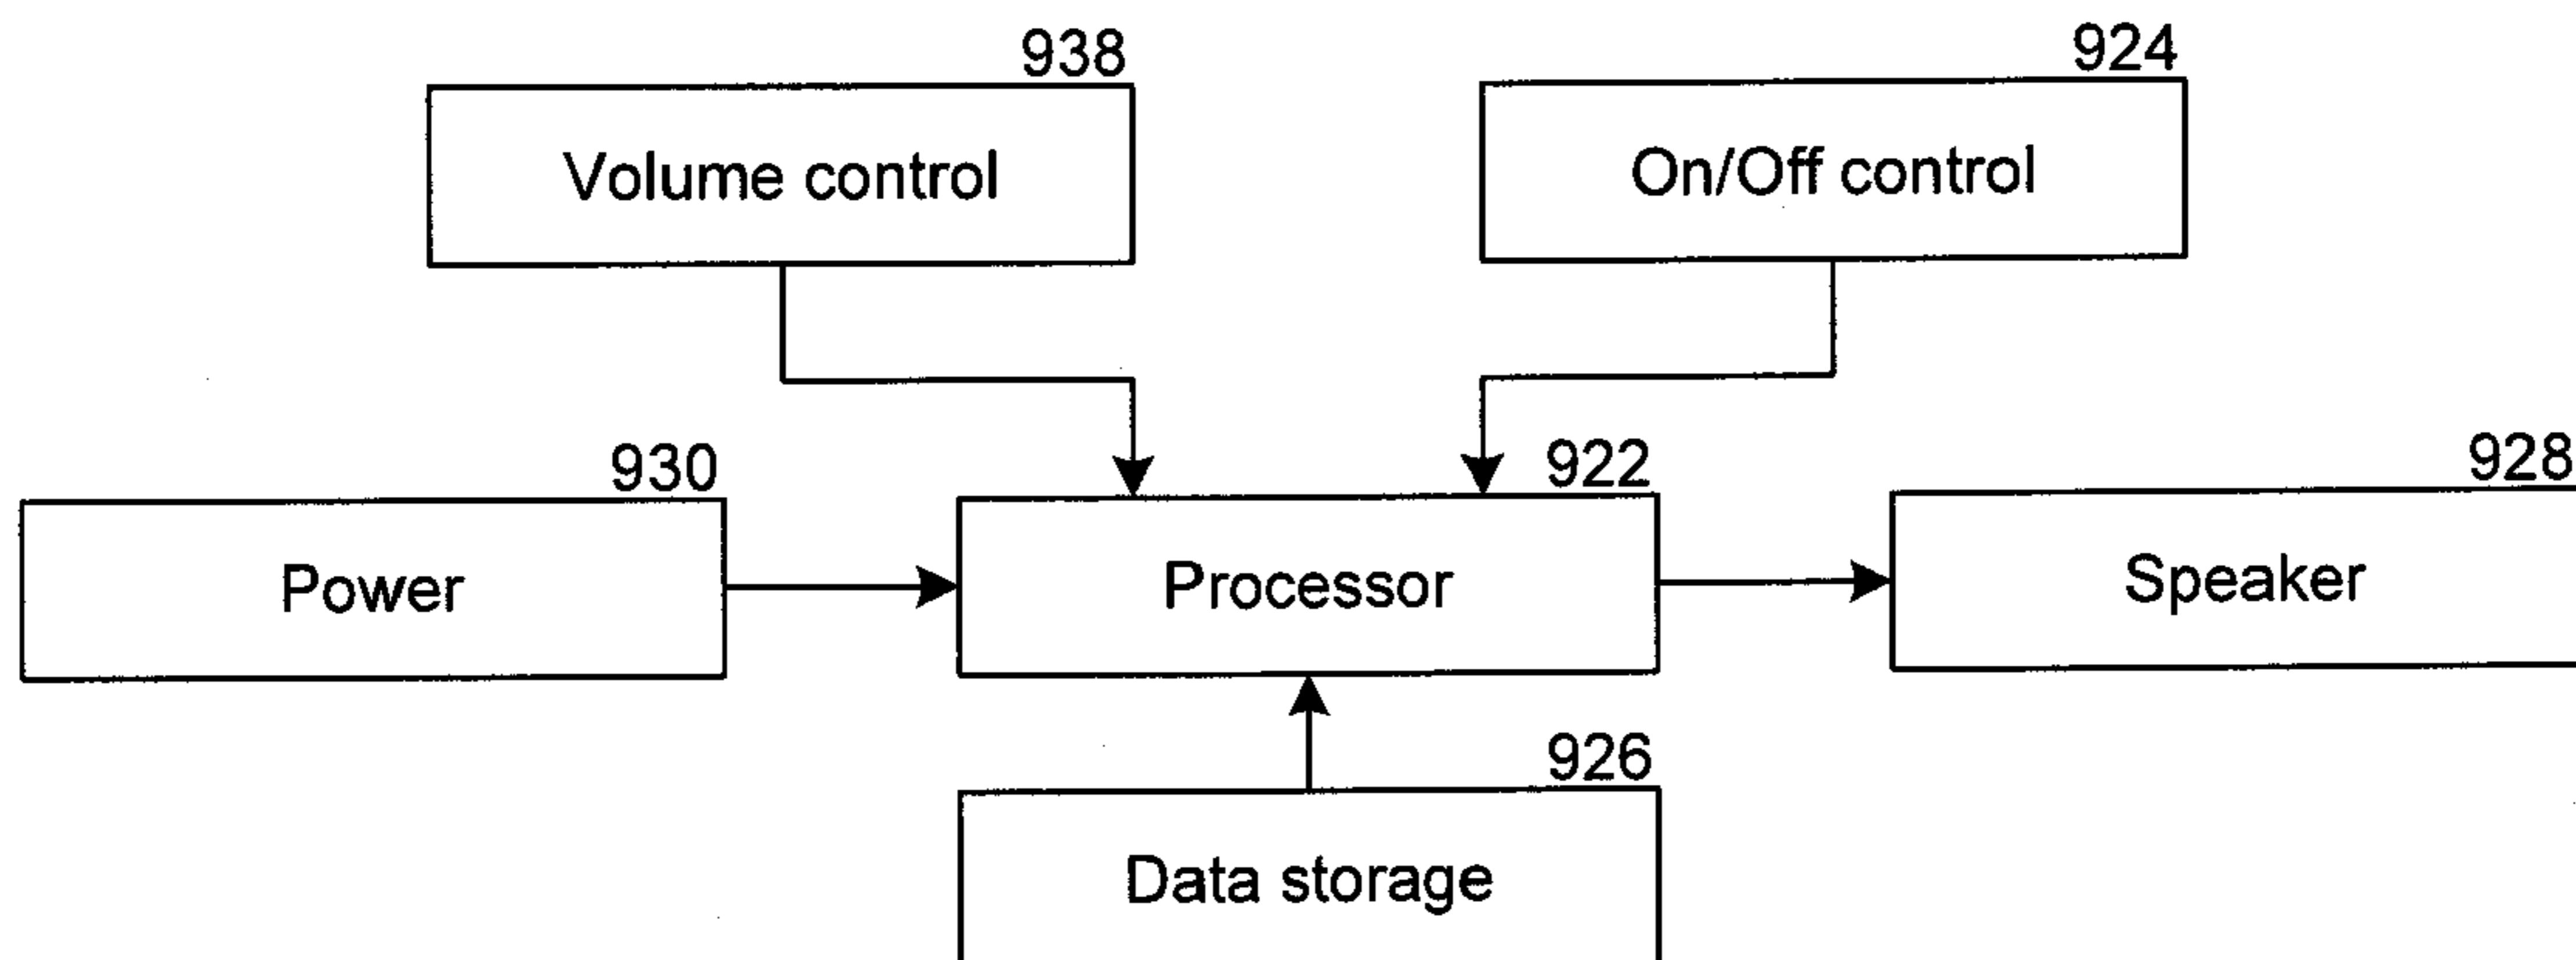 938
924
Volume control
On/Off control
930
922
928
Power
Processor
Speaker
926
Data storage